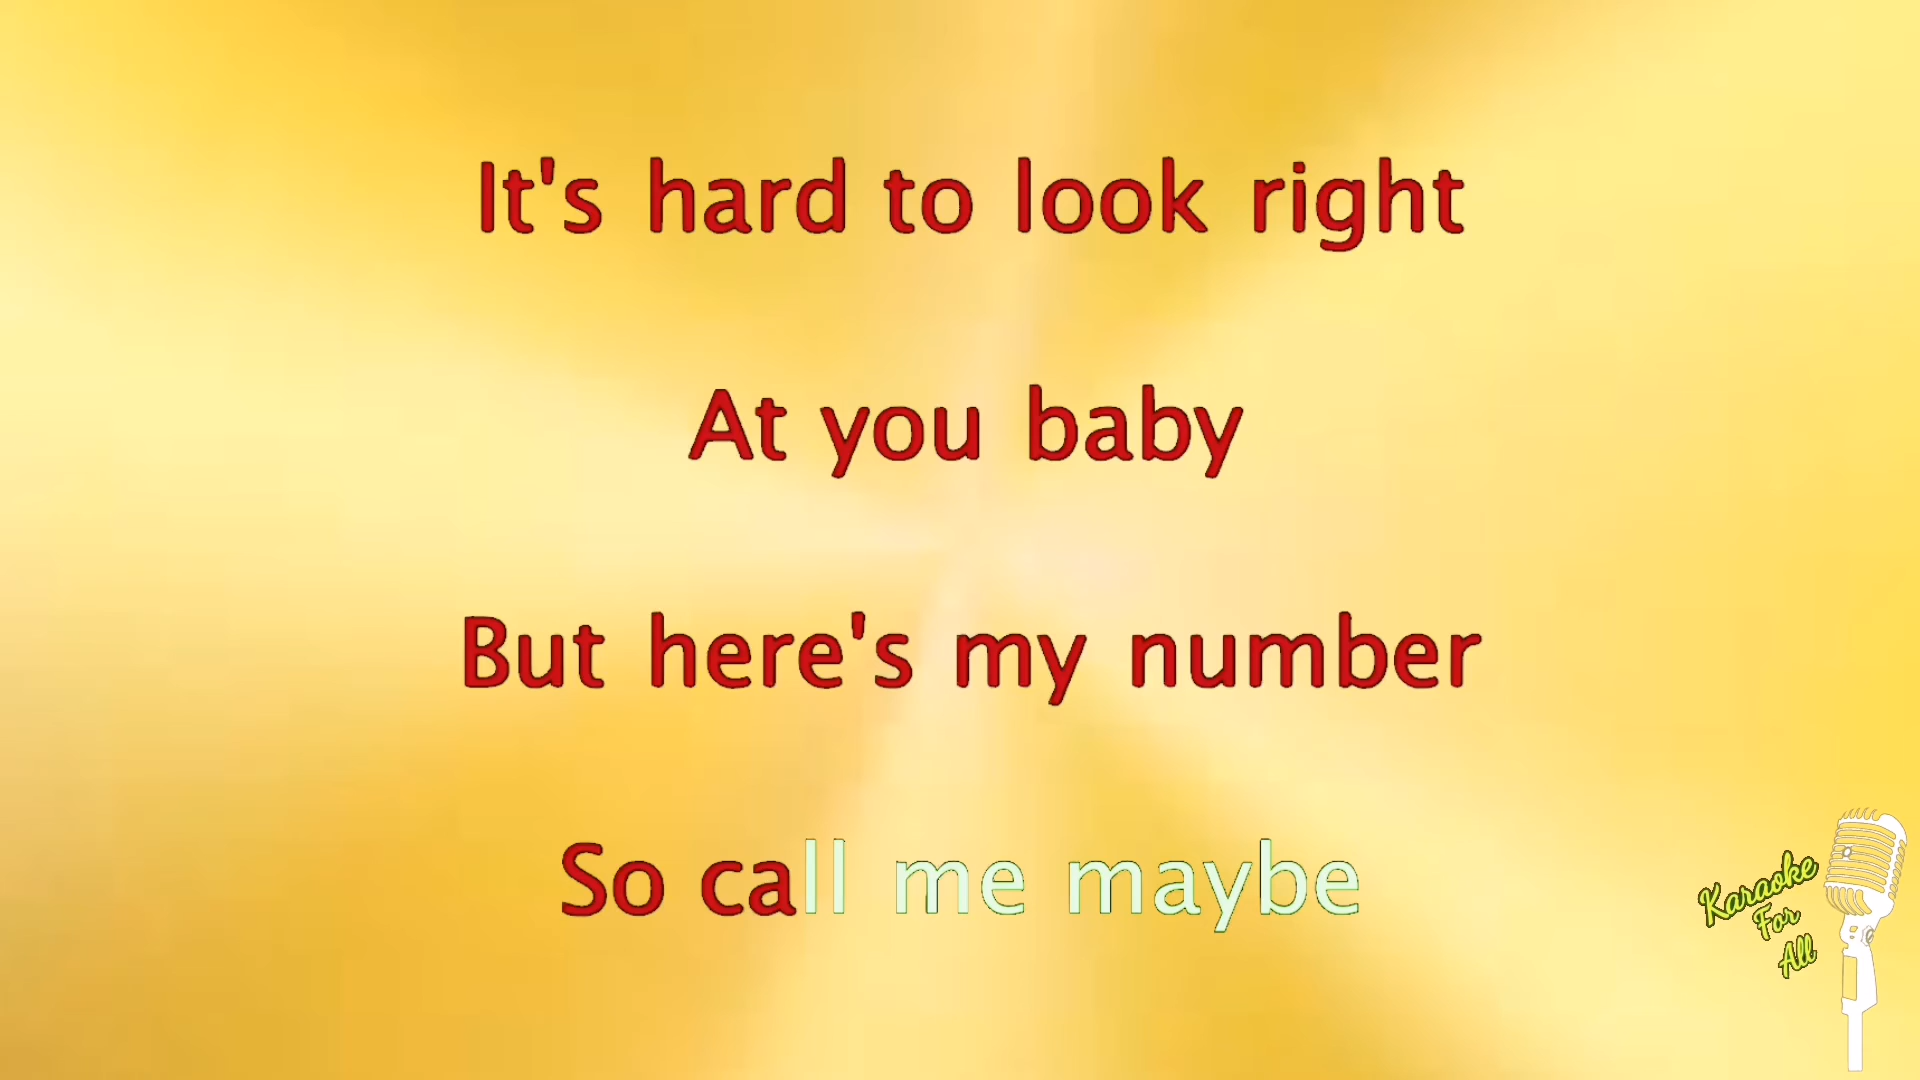 It's hard to look right
At you baby
But here's my number
So call me maybe
Karaoke
For
All